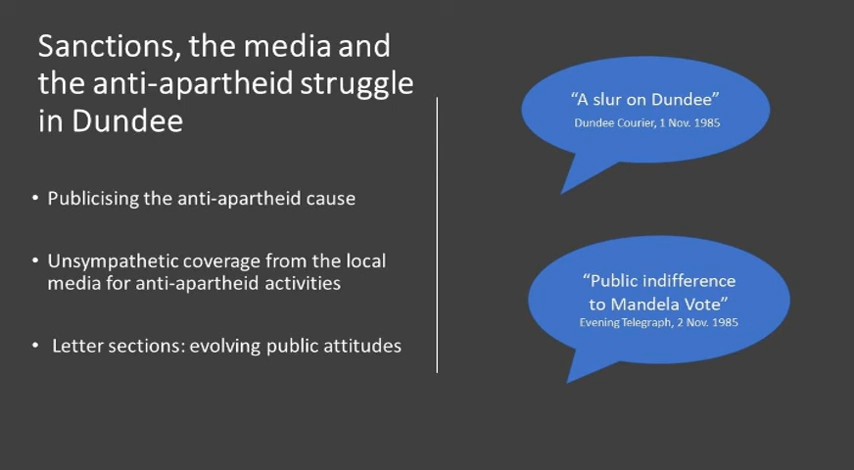 Sanctions, the media and
the anti-apartheid struggle
in Dundee
• Publicising the anti-apartheid cause
• Unsympathetic coverage from the local
media for anti-apartheid activities
• Letter sections: evolving public attitudes
“A slur on Dundee”
Dundee Courier, 1 Nov. 1985
“Public indifference
to Mandela Vote”
Evening Telegraph, 2 Nov. 1985